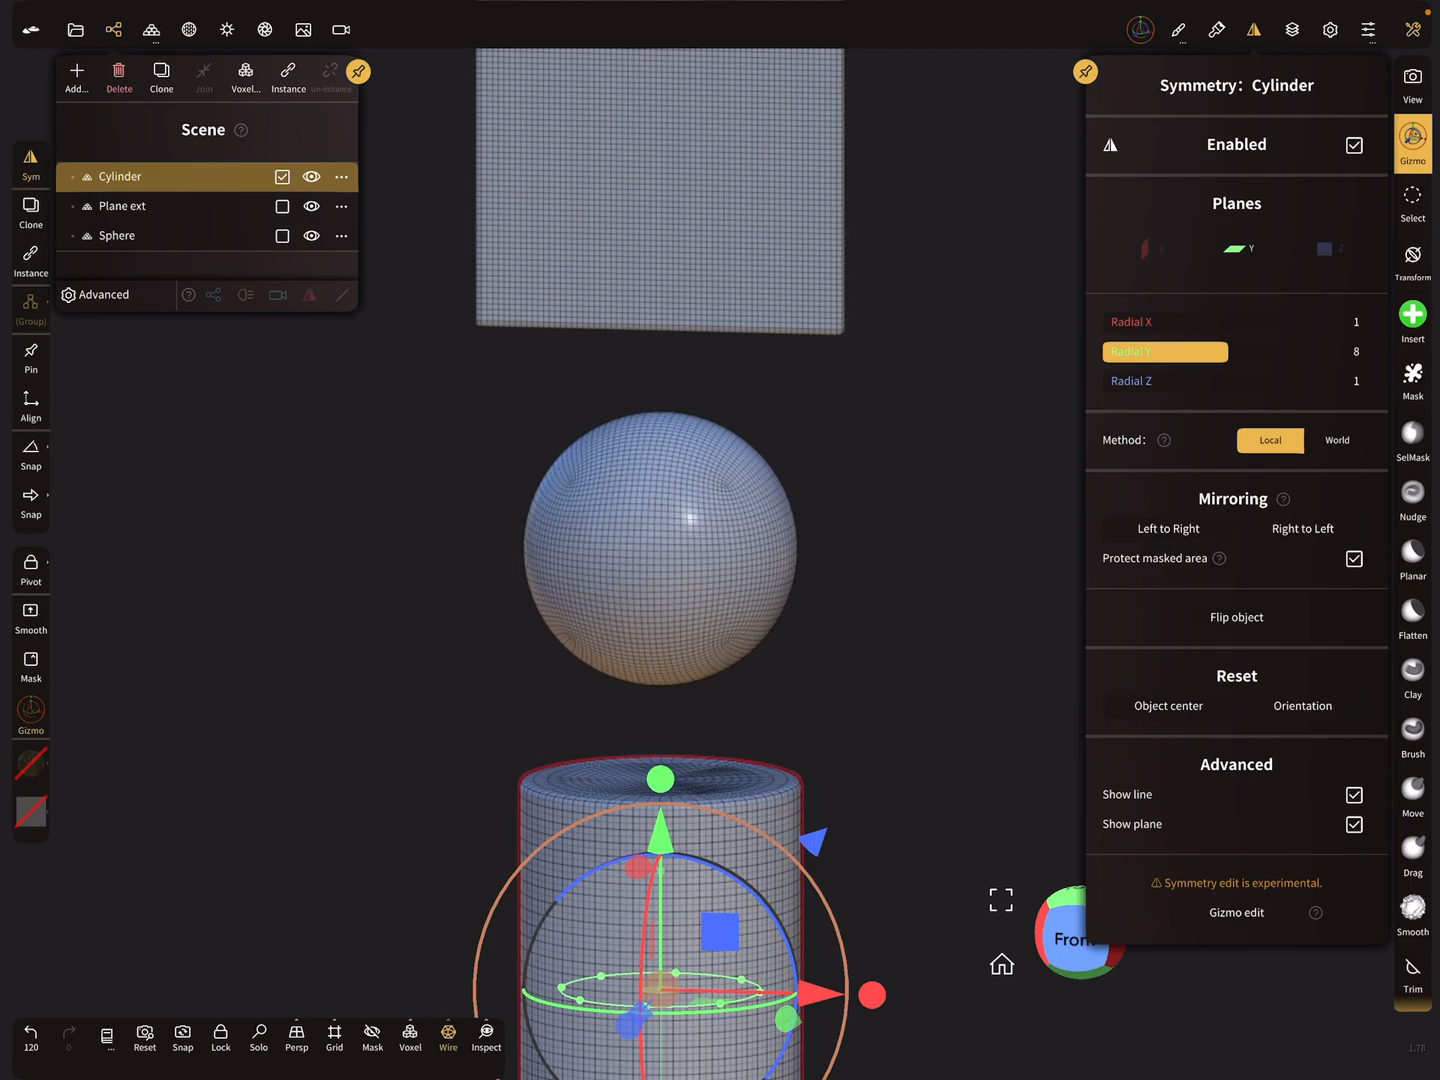 Add...
Delete
Clone
Join
Voxel...
Instance
Un-instance
Scene ?
Cylinder
Plane ext
Sphere
Advanced
?
Sym
Clone
Instance
(Group)
Pin
Align
Snap
Snap
Pivot
Smooth
Mask
Gizmo
120
0
...
Reset
Snap
Lock
Solo
Persp
Grid
Mask
Voxel
Wire
Inspect
Front
Symmetry: Cylinder
Enabled
Planes
X
Y
Z
Radial X 1
Radial Y 8
Radial Z 1
Method: ? Local World
Mirroring ?
Left to Right Right to Left
Protect masked area ?
Flip object
Reset
Object center Orientation
Advanced
Show line
Show plane
⚠ Symmetry edit is experimental.
Gizmo edit ?
View
Gizmo
Select
Transform
Insert
Mask
SelMask
Nudge
Planar
Flatten
Clay
Brush
Move
Drag
Smooth
Trim
1.78